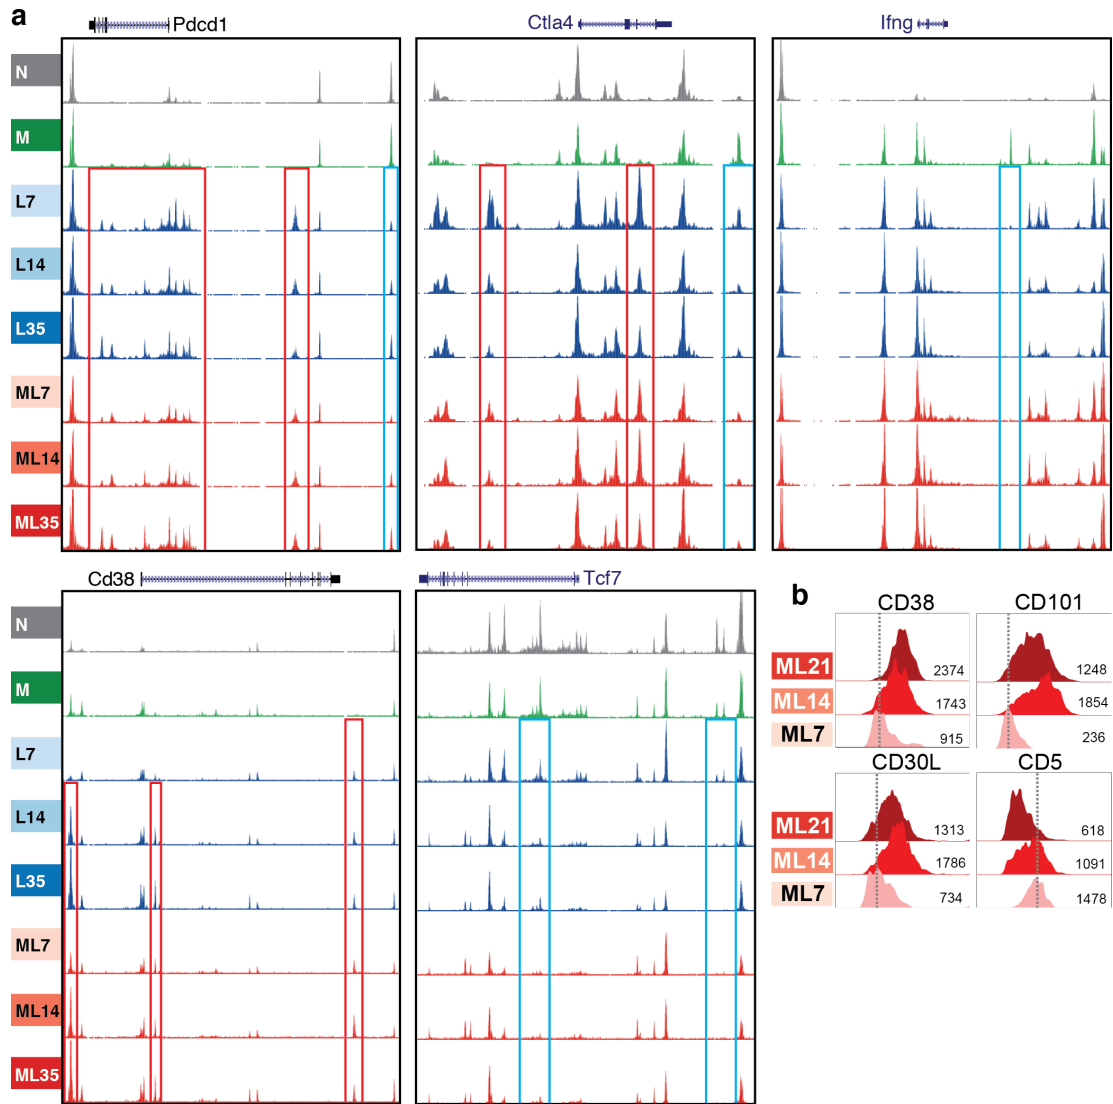 a
Pdcd1
Ctla4
Ifng
N
M
L7
L14
L35
ML7
ML14
ML35
Cd38
Tcf7
N
M
L7
L14
L35
ML7
ML14
ML35
b
CD38
CD101
ML21
2374
1248
ML14
1743
1854
ML7
915
236
CD30L
CD5
ML21
1313
618
ML14
1786
1091
ML7
734
1478